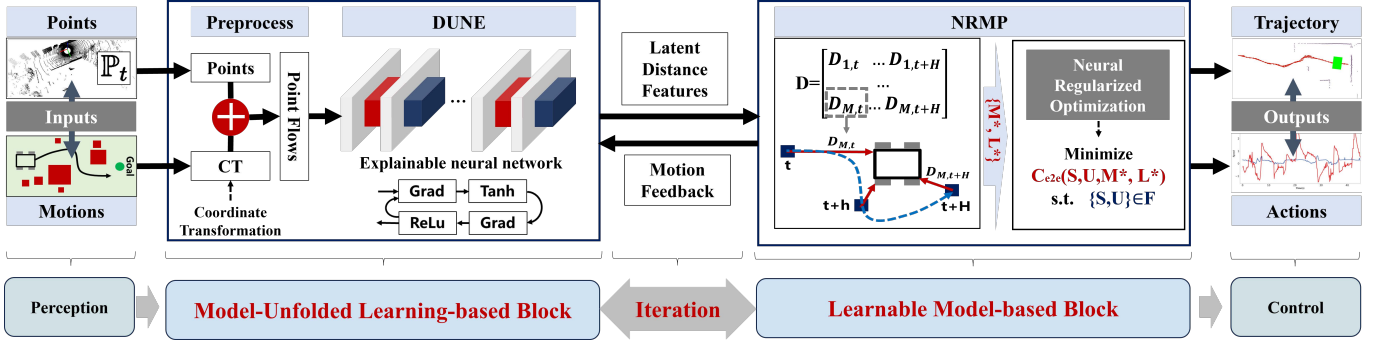 Points
ℙt
Inputs
Goal
Motions
Preprocess
Points
CT
Coordinate
Transformation
Point Flows
DUNE
...
Explainable neural network
Grad
Tanh
ReLu
Grad
Latent
Distance
Features
Motion
Feedback
NRMP
D=
D1,t ... D1,t+H
...
DM,t ... DM,t+H
DM,t
DM,t+H
t
t+h
t+H
{M*, L*}
Neural
Regularized
Optimization
Minimize
Ce2e(S,U,M*, L*)
s.t. {S,U}∈F
Trajectory
Outputs
Actions
Perception
Model-Unfolded Learning-based Block
Iteration
Learnable Model-based Block
Control